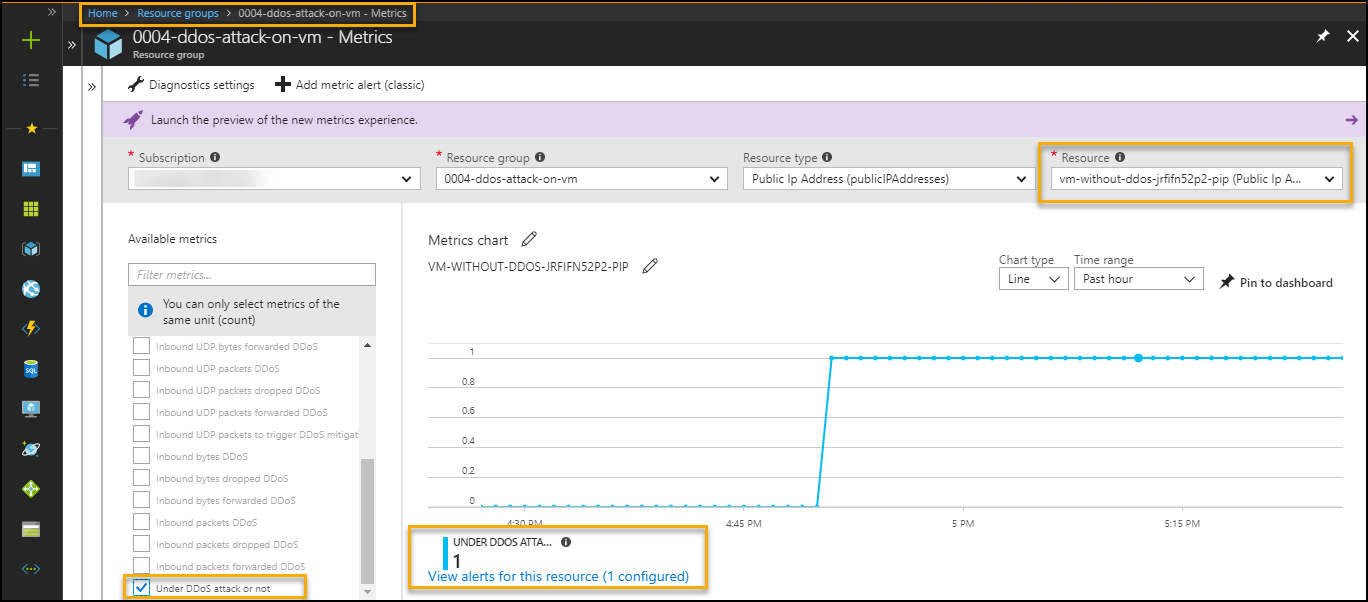 Home > Resource groups > 0004-ddos-attack-on-vm - Metrics
0004-ddos-attack-on-vm - Metrics
Resource group
Diagnostics settings
Add metric alert (classic)
Launch the preview of the new metrics experience.
* Subscription
* Resource group
0004-ddos-attack-on-vm
Resource type
Public Ip Address (publicIPAddresses)
* Resource
vm-without-ddos-jrfifn52p2-pip (Public Ip A...
Available metrics
Filter metrics...
You can only select metrics of the
same unit (count)
Inbound UDP bytes forwarded DDoS
Inbound UDP packets DDoS
Inbound UDP packets dropped DDoS
Inbound UDP packets forwarded DDoS
Inbound UDP packets to trigger DDoS mitigat
Inbound bytes DDoS
Inbound bytes dropped DDoS
Inbound bytes forwarded DDoS
Inbound packets DDoS
Inbound packets dropped DDoS
Inbound packets forwarded DDoS
Under DDoS attack or not
Metrics chart
VM-WITHOUT-DDOS-JRFIFN52P2-PIP
Chart type
Line
Time range
Past hour
Pin to dashboard
1
0.8
0.6
0.4
0.2
0
4:30 PM
4:45 PM
5 PM
5:15 PM
UNDER DDOS ATTA...
1
View alerts for this resource (1 configured)
SQL